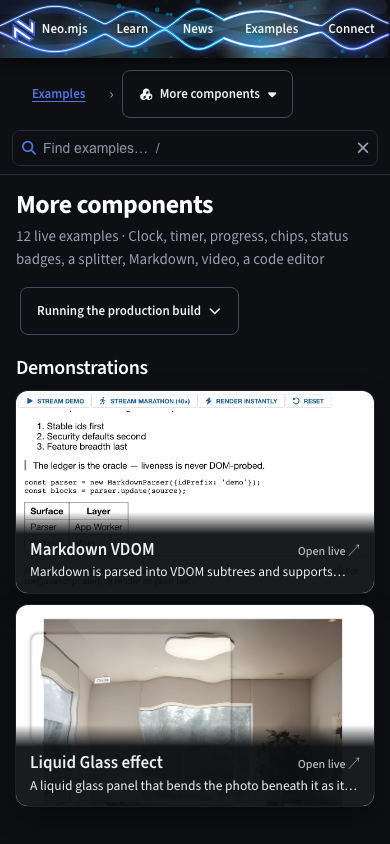 Neo.mjs Learn News Examples Connect
Examples › More components
Find examples… /
More components
12 live examples · Clock, timer, progress, chips, status
badges, a splitter, Markdown, video, a code editor
Running the production build
Demonstrations
STREAM DEMO STREAM MARATHON (40×) RENDER INSTANTLY RESET
1. Stable ids first
2. Security defaults second
3. Feature breadth last
The ledger is the oracle — liveness is never DOM-probed.
const parser = new MarkdownParser({idPrefix: 'demo'});
const blocks = parser.update(source);
Surface Layer
Parser App Worker
Markdown VDOM Open live ↗
Markdown is parsed into VDOM subtrees and supports…
Liquid Glass effect Open live ↗
A liquid glass panel that bends the photo beneath it as it…